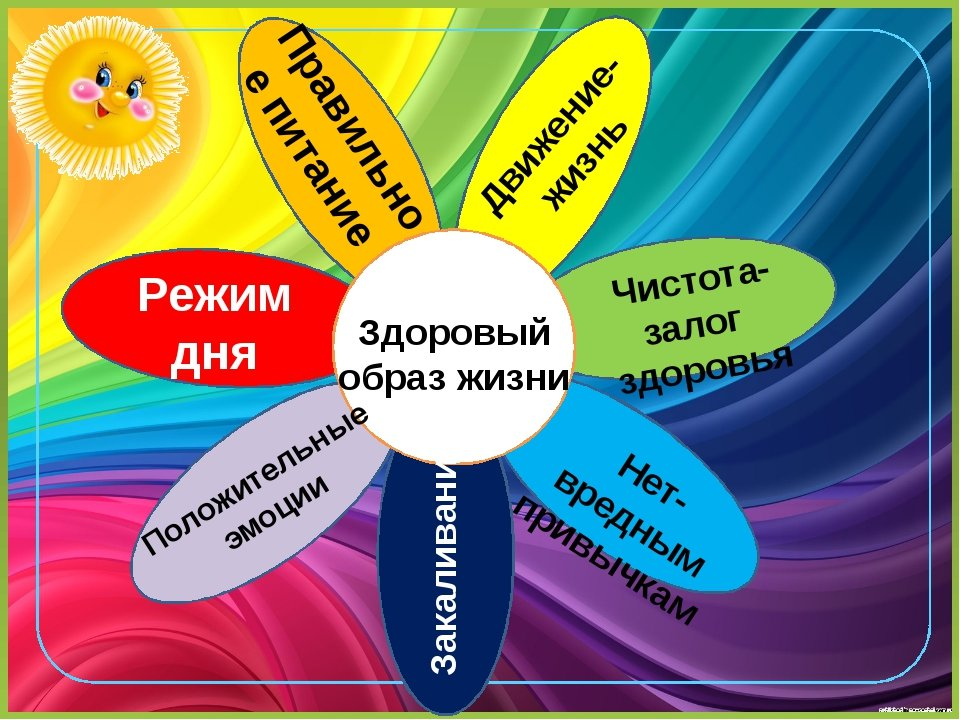 Правильно
е питание
Движение-
жизнь
Чистота-
залог
здоровья
Нет-
вредным
привычкам
Закаливани
Положительные
эмоции
Режим
дня
Здоровый
образ жизни